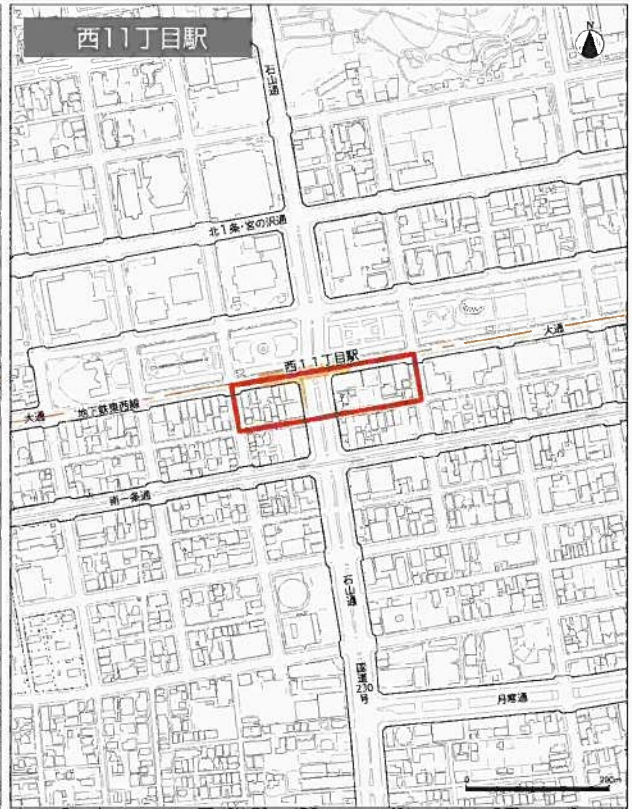 西11丁目駅
N
石山通
北1条・宮の沢通
西11丁目駅
大通
大通
地下鉄東西線
南一条通
石山通
国道230号
月寒通
0
200m